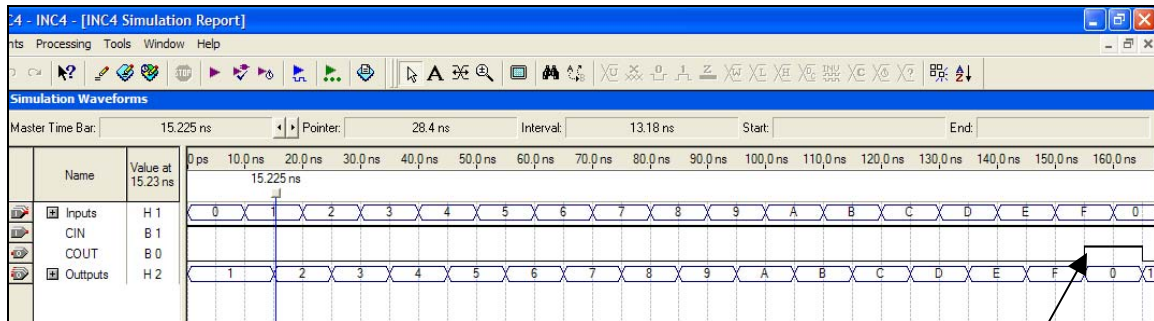 C4 - INC4 - [INC4 Simulation Report]
nts Processing Tools Window Help
Simulation Waveforms
Master Time Bar: 15.225 ns Pointer: 28.4 ns Interval: 13.18 ns Start: End:
Name Value at 15.23 ns
0 ps 10.0 ns 20.0 ns 30.0 ns 40.0 ns 50.0 ns 60.0 ns 70.0 ns 80.0 ns 90.0 ns 100.0 ns 110.0 ns 120.0 ns 130.0 ns 140.0 ns 150.0 ns 160.0 ns
15.225 ns
Inputs H 1 0 1 2 3 4 5 6 7 8 9 A B C D E F 0
CIN B 1
COUT B 0
Outtputs H 2 1 2 3 4 5 6 7 8 9 A B C D E F 0 1